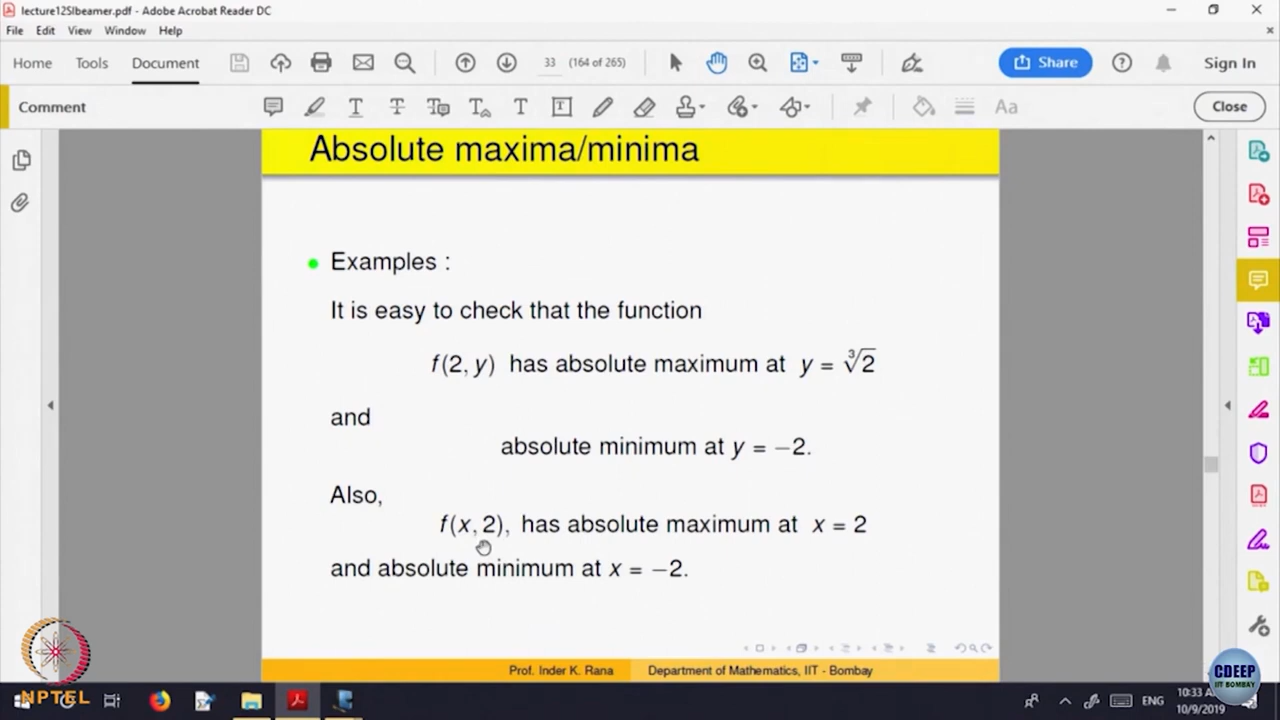 lecture12SIbeamer.pdf - Adobe Acrobat Reader DC
File Edit View Window Help
Home Tools Document 33 (164 of 265) Share Sign In
Comment Close
Absolute maxima/minima
Examples :
It is easy to check that the function
f(2, y) has absolute maximum at y = ∛2
and
absolute minimum at y = −2.
Also,
f(x, 2), has absolute maximum at x = 2
and absolute minimum at x = −2.
Prof. Inder K. Rana Department of Mathematics, IIT - Bombay
NPTEL
CDEEP
IIT BOMBAY
ENG
10:33
10/9/2019